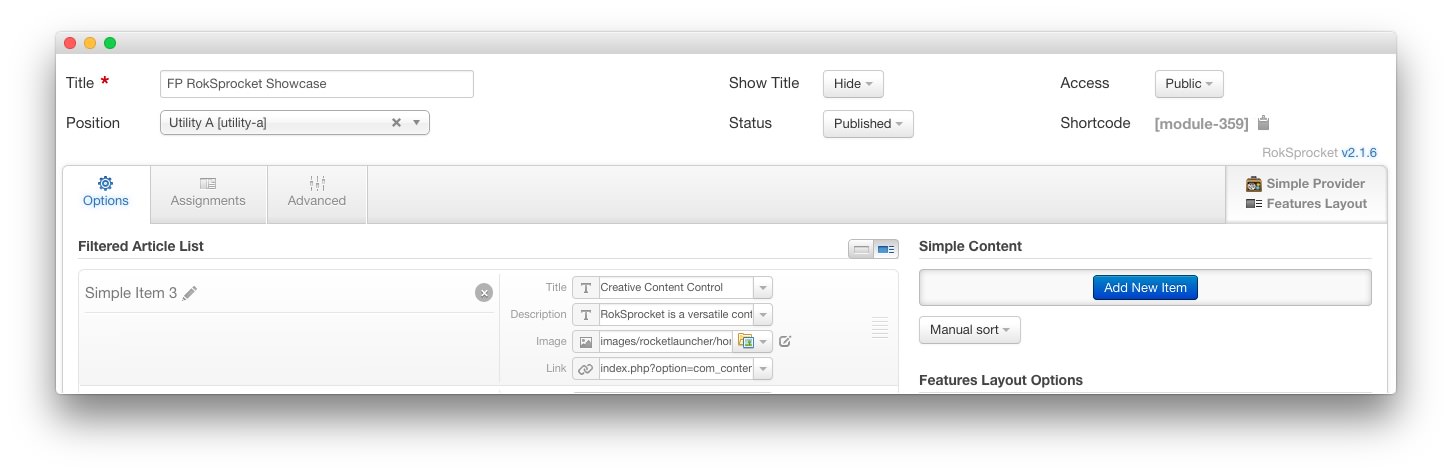 Title * FP RokSprocket Showcase Show Title Hide Access Public
Position Utility A [utility-a] Status Published Shortcode [module-359]
RokSprocket v2.1.6
Options Assignments Advanced
Simple Provider
Features Layout
Filtered Article List
Simple Item 3
Title Creative Content Control
Description RokSprocket is a versatile cont
Image images/rocketlauncher/ho
Link index.php?option=com_conter
Simple Content
Add New Item
Manual sort
Features Layout Options